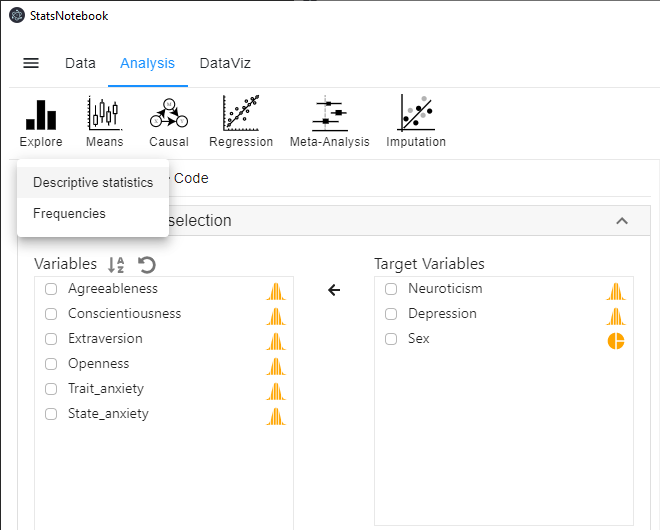 StatsNotebook
Data Analysis DataViz
Explore Means Causal Regression Meta-Analysis Imputation
Descriptive statistics
Code
Frequencies
selection
Variables Target Variables
Agreeableness Neuroticism
Conscientiousness Depression
Extraversion Sex
Openness
Trait_anxiety
State_anxiety